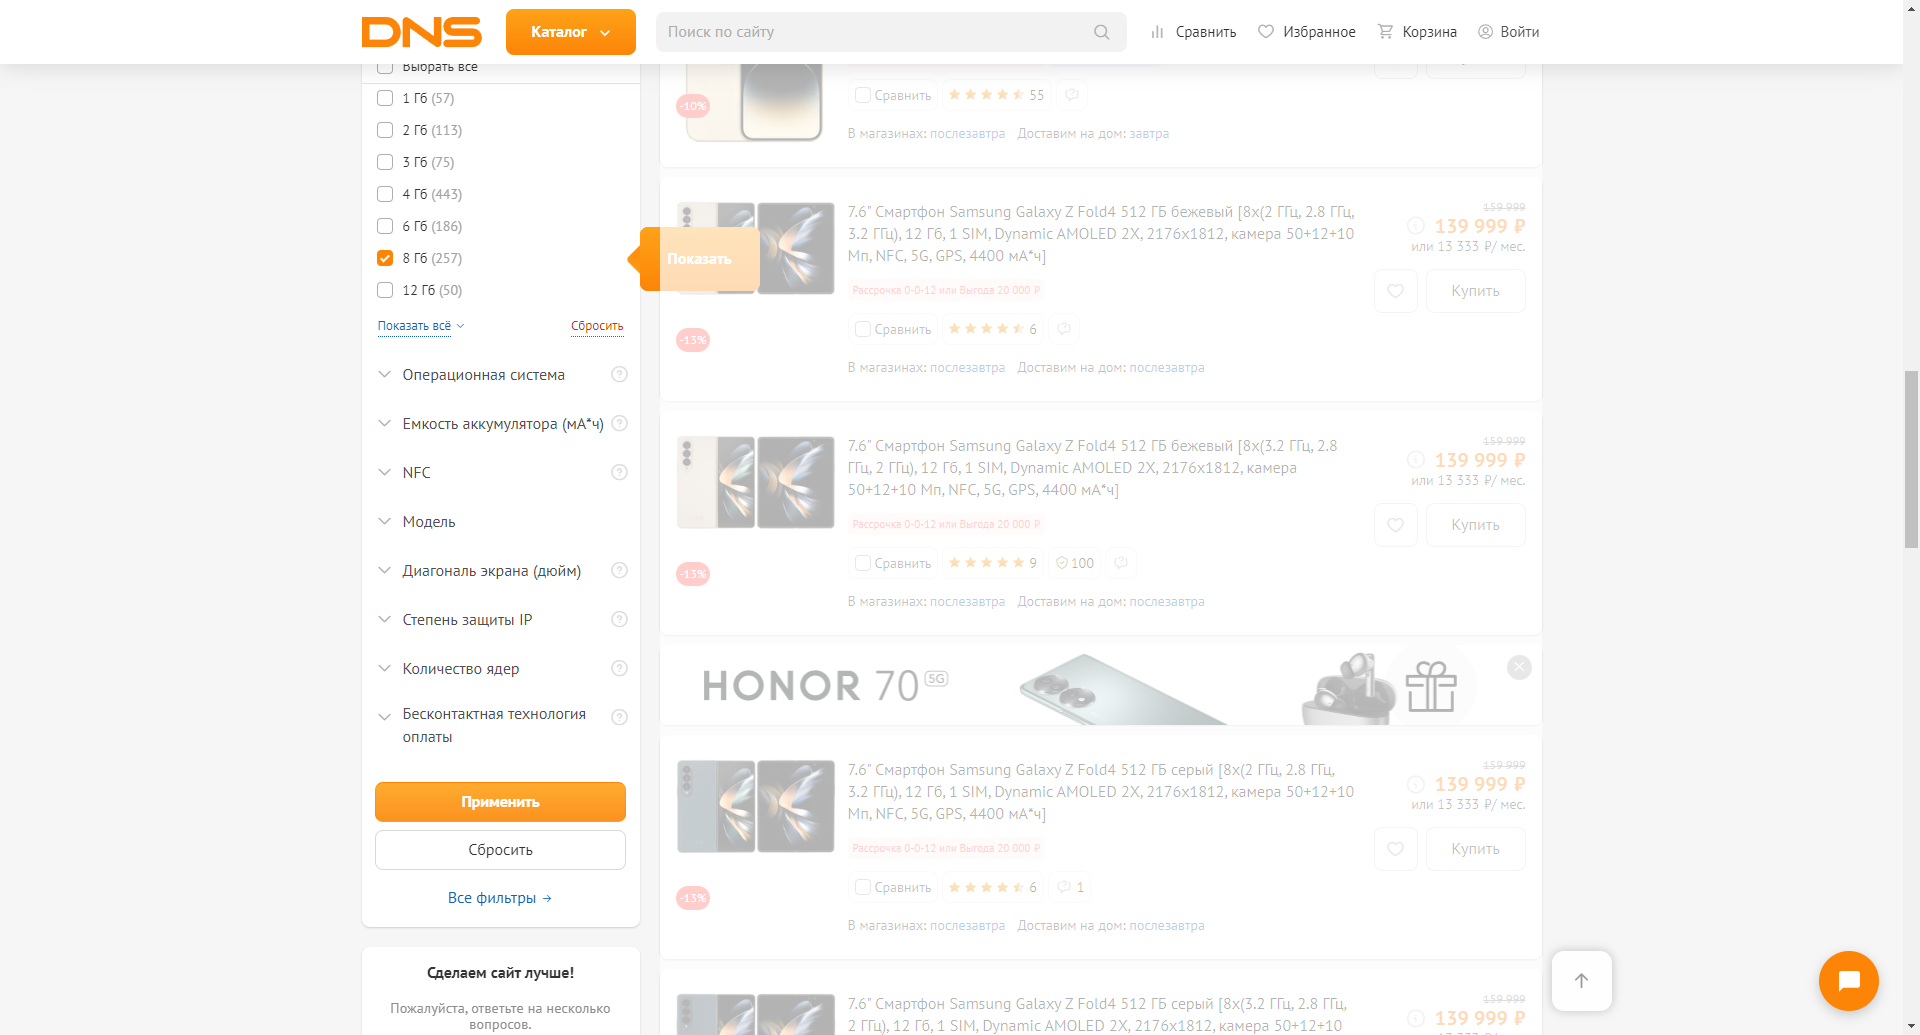 DNS
Каталог
Поиск по сайту
Сравнить
Избранное
Корзина
Войти
Выбрать все
1 Гб (57)
2 Гб (113)
3 Гб (75)
4 Гб (443)
6 Гб (186)
8 Гб (257)
12 Гб (50)
Показать всё
Сбросить
Показать
Операционная система
Емкость аккумулятора (мА*ч)
NFC
Модель
Диагональ экрана (дюйм)
Степень защиты IP
Количество ядер
Бесконтактная технология
оплаты
Применить
Сбросить
Все фильтры →
Сделаем сайт лучше!
Пожалуйста, ответьте на несколько
вопросов.
-10%
Сравнить
55
В магазинах: послезавтра Доставим на дом: завтра
7.6" Смартфон Samsung Galaxy Z Fold4 512 ГБ бежевый [8x(2 ГГц, 2.8 ГГц,
3.2 ГГц), 12 Гб, 1 SIM, Dynamic AMOLED 2X, 2176x1812, камера 50+12+10
Мп, NFC, 5G, GPS, 4400 мА*ч]
Рассрочка 0-0-12 или Выгода 20 000 ₽
159 999
139 999 ₽
или 13 333 ₽/ мес.
Купить
-13%
Сравнить
6
В магазинах: послезавтра Доставим на дом: послезавтра
7.6" Смартфон Samsung Galaxy Z Fold4 512 ГБ бежевый [8x(3.2 ГГц, 2.8
ГГц, 2 ГГц), 12 Гб, 1 SIM, Dynamic AMOLED 2X, 2176x1812, камера
50+12+10 Мп, NFC, 5G, GPS, 4400 мА*ч]
Рассрочка 0-0-12 или Выгода 20 000 ₽
159 999
139 999 ₽
или 13 333 ₽/ мес.
Купить
-13%
Сравнить
9
100
В магазинах: послезавтра Доставим на дом: послезавтра
HONOR 70 5G
7.6" Смартфон Samsung Galaxy Z Fold4 512 ГБ серый [8x(2 ГГц, 2.8 ГГц,
3.2 ГГц), 12 Гб, 1 SIM, Dynamic AMOLED 2X, 2176x1812, камера 50+12+10
Мп, NFC, 5G, GPS, 4400 мА*ч]
Рассрочка 0-0-12 или Выгода 20 000 ₽
159 999
139 999 ₽
или 13 333 ₽/ мес.
Купить
-13%
Сравнить
6
1
В магазинах: послезавтра Доставим на дом: послезавтра
7.6" Смартфон Samsung Galaxy Z Fold4 512 ГБ серый [8x(3.2 ГГц, 2.8 ГГц,
2 ГГц), 12 Гб, 1 SIM, Dynamic AMOLED 2X, 2176x1812, камера 50+12+10
159 999
139 999 ₽